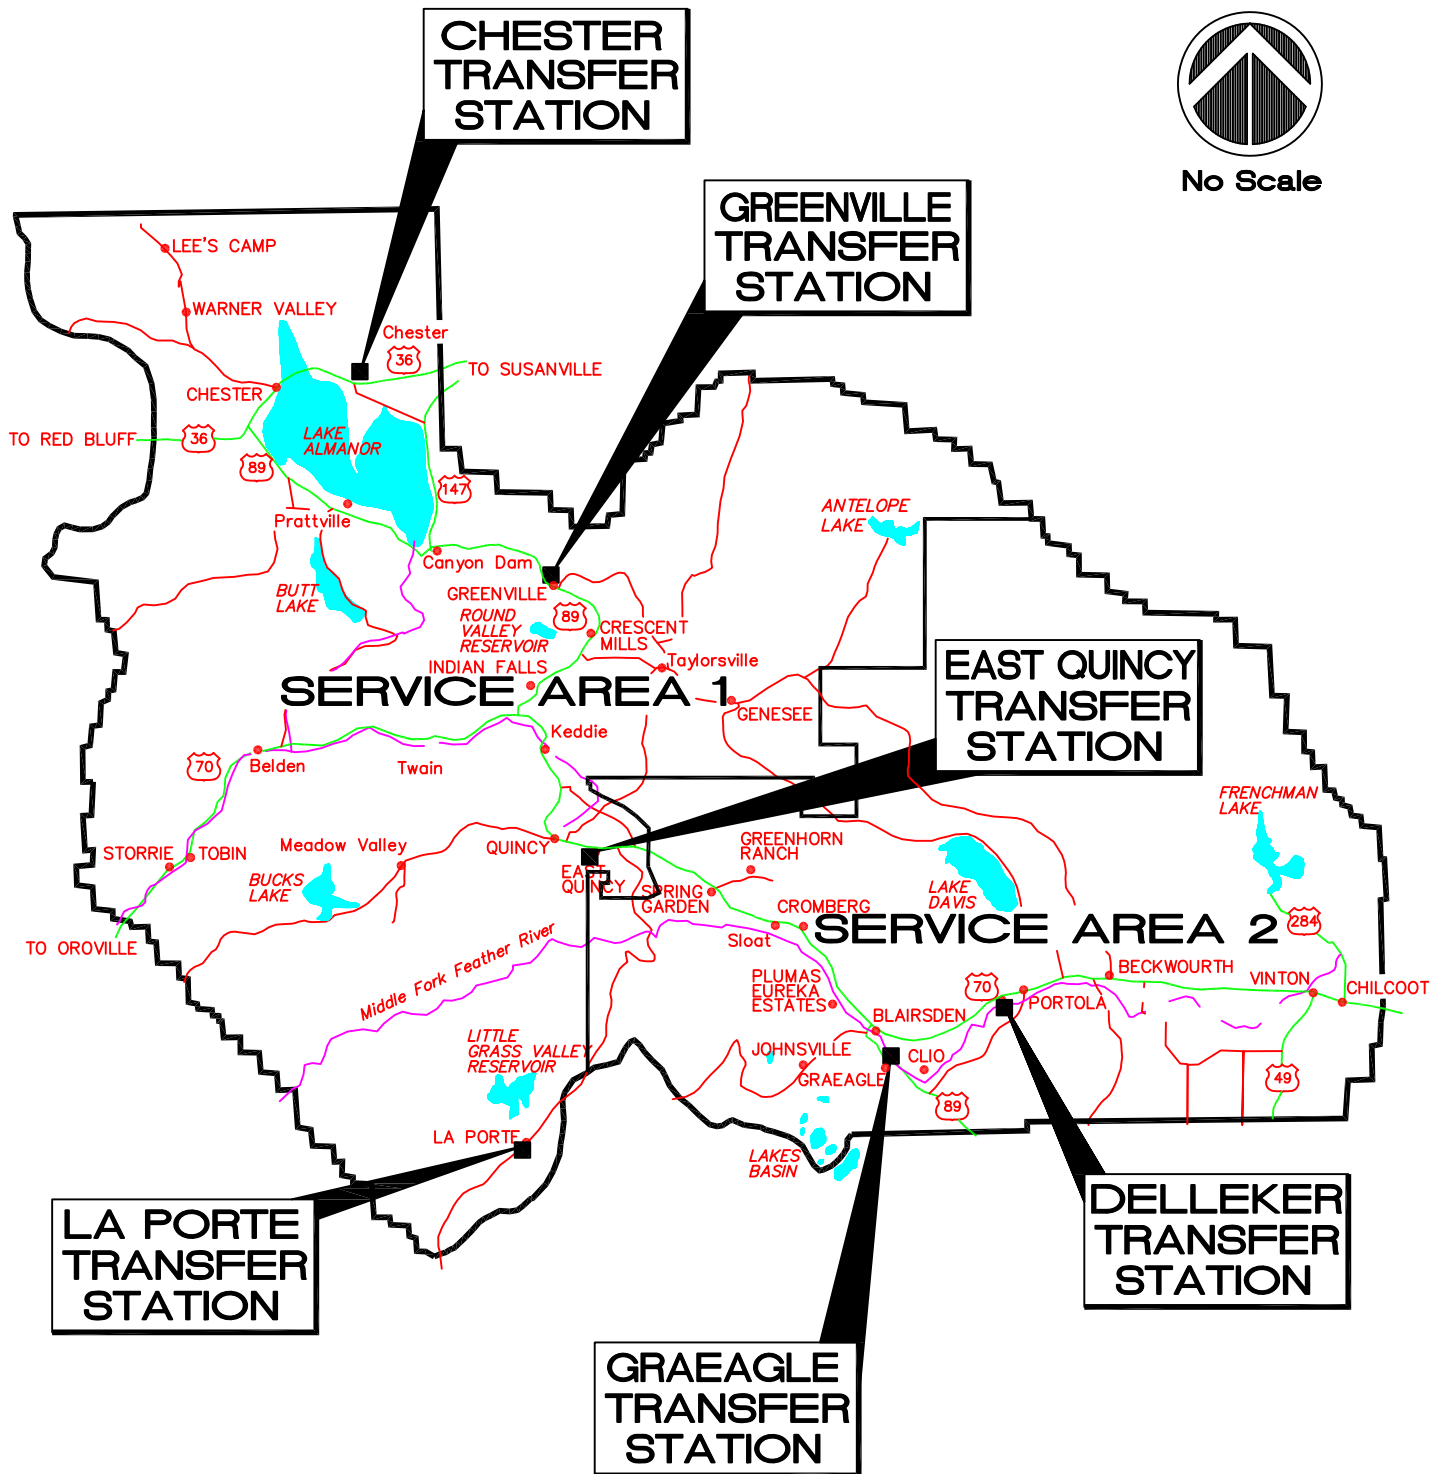 CHESTER
TRANSFER
STATION
No Scale
GREENVILLE
TRANSFER
STATION
LEE'S CAMP
WARNER VALLEY
Chester
36
TO SUSANVILLE
CHESTER
TO RED BLUFF
36
LAKE
ALMANOR
89
147
Prattville
ANTELOPE
LAKE
Canyon Dam
BUTT
LAKE
GREENVILLE
ROUND
VALLEY
RESERVOIR
89
CRESCENT
MILLS
INDIAN FALLS
Taylorsville
SERVICE AREA 1
GENESEE
EAST QUINCY
TRANSFER
STATION
Keddie
70
Belden
Twain
FRENCHMAN
LAKE
STORRIE
TOBIN
Meadow Valley
QUINCY
GREENHORN
RANCH
BUCKS
LAKE
EAST
QUINCY
SPRING
GARDEN
LAKE
DAVIS
CROMBERG
SERVICE AREA 2
284
TO OROVILLE
Sloat
Middle Fork Feather River
PLUMAS
EUREKA
ESTATES
70
BECKWOURTH
PORTOLA
VINTON
CHILCOOT
BLAIRSDEN
LITTLE
GRASS VALLEY
RESERVOIR
JOHNSVILLE
CLIO
GRAEAGLE
49
89
LA PORTE
LAKES
BASIN
LA PORTE
TRANSFER
STATION
DELLEKER
TRANSFER
STATION
GRAEAGLE
TRANSFER
STATION